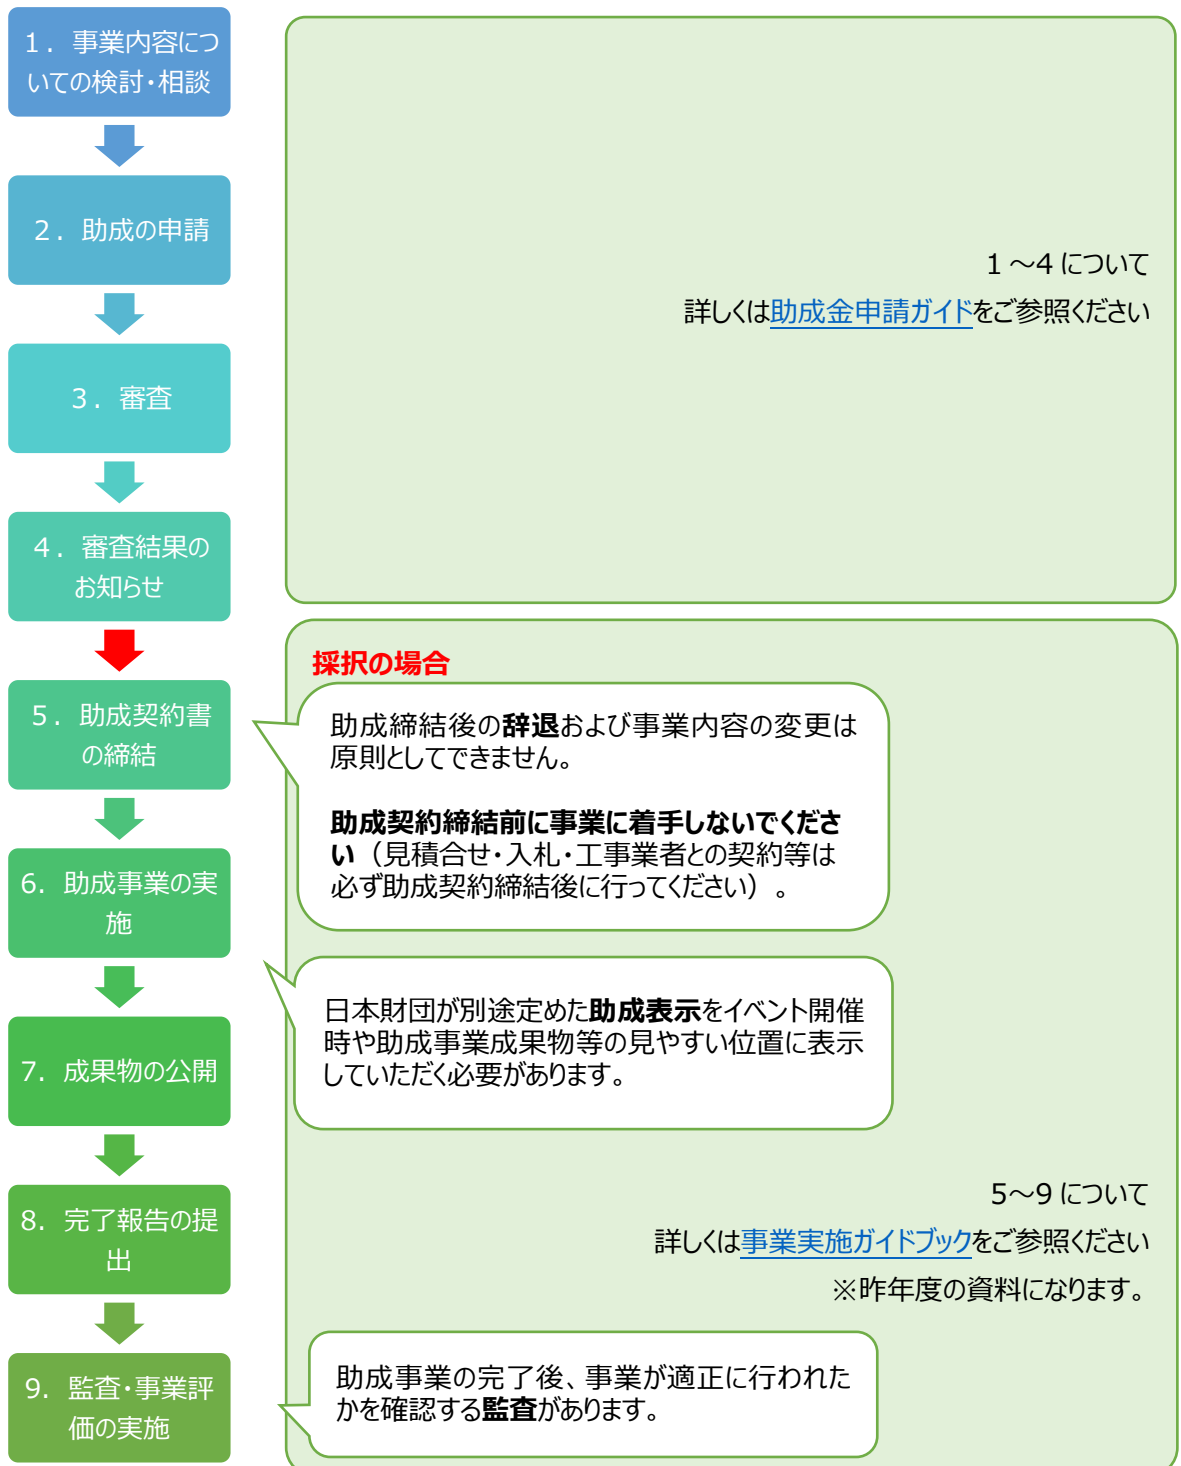 １．事業内容につ
いての検討・相談
２．助成の申請
３．審査
４．審査結果の
お知らせ
１～4 について
詳しくは助成金申請ガイドをご参照ください
５．助成契約書
の締結
６．助成事業の実
施
７．成果物の公開
８．完了報告の提
出
９．監査・事業評
価の実施
採択の場合
助成締結後の辞退および事業内容の変更は
原則としてできません。
助成契約締結前に事業に着手しないでくださ
い（見積合せ・入札・工事業者との契約等は
必ず助成契約締結後に行ってください）。
日本財団が別途定めた助成表示をイベント開催
時や助成事業成果物等の見やすい位置に表示
していただく必要があります。
5～9 について
詳しくは事業実施ガイドブックをご参照ください
※昨年度の資料になります。
助成事業の完了後、事業が適正に行われた
かを確認する監査があります。